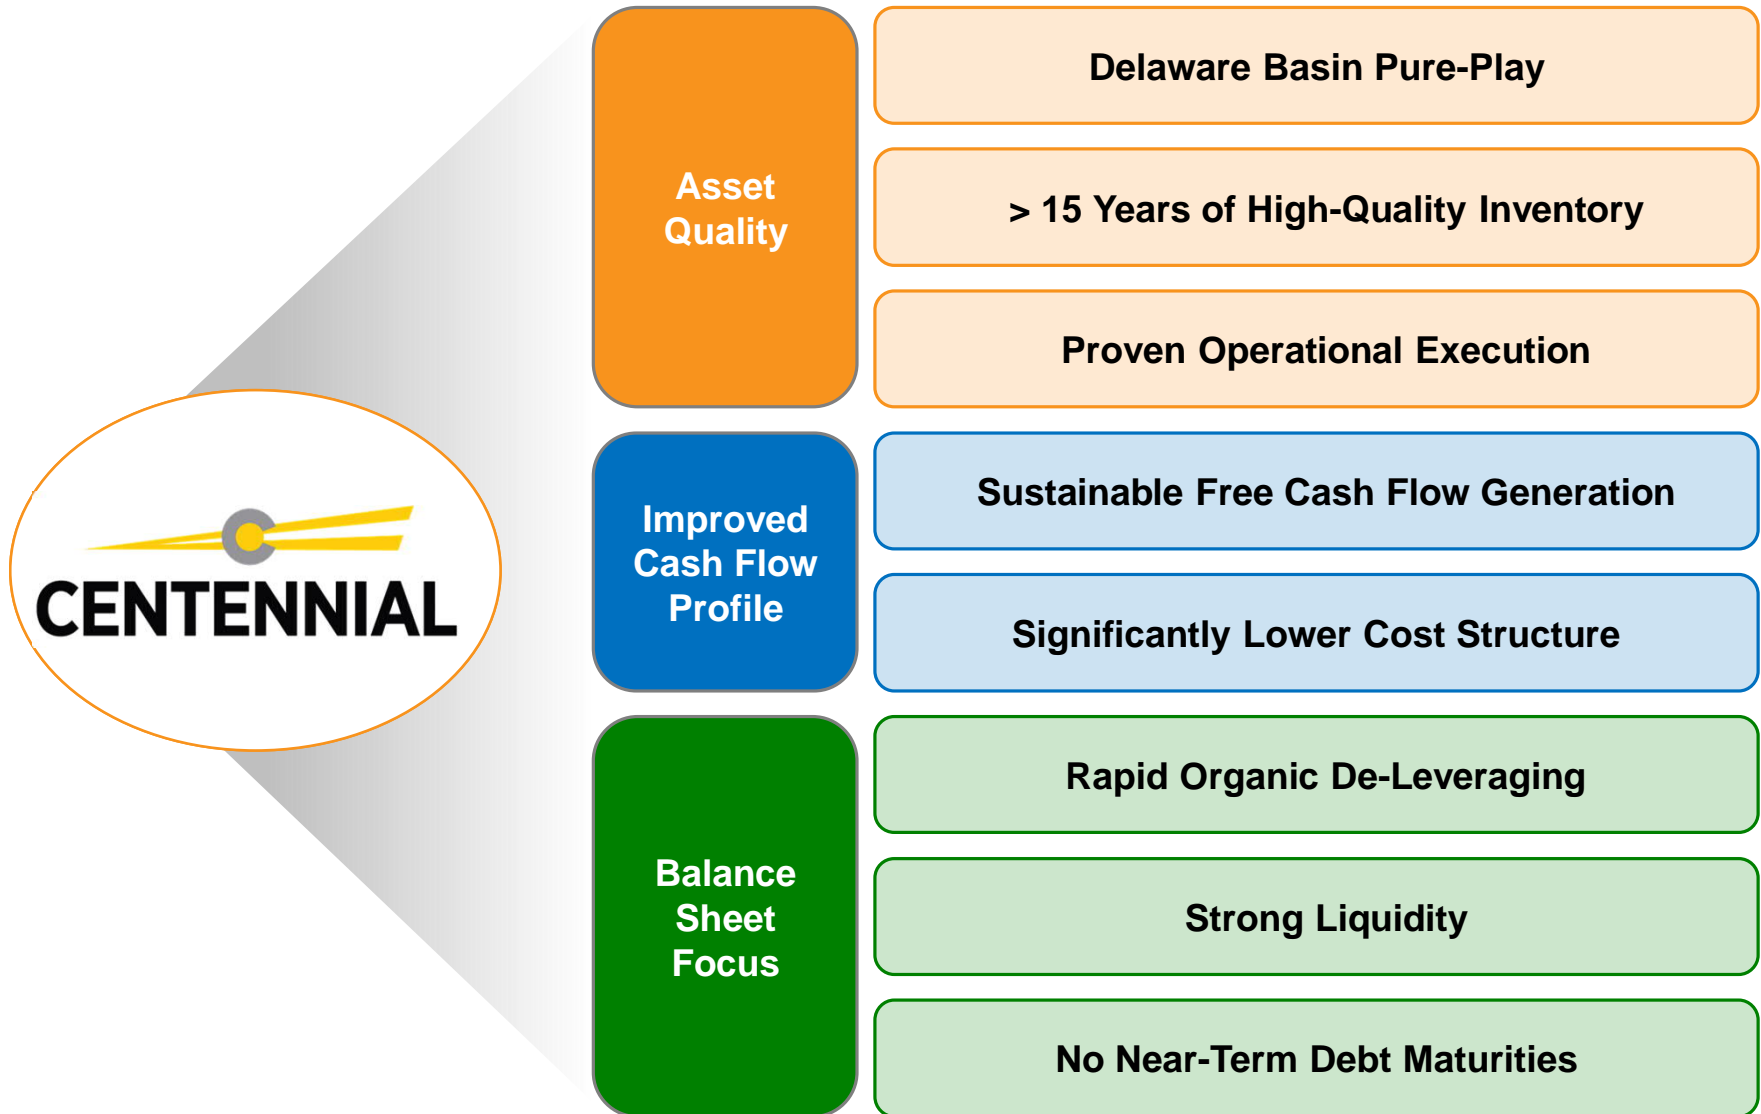 CENTENNIAL
Asset
Quality
Delaware Basin Pure-Play
> 15 Years of High-Quality Inventory
Proven Operational Execution
Improved
Cash Flow
Profile
Sustainable Free Cash Flow Generation
Significantly Lower Cost Structure
Balance
Sheet
Focus
Rapid Organic De-Leveraging
Strong Liquidity
No Near-Term Debt Maturities